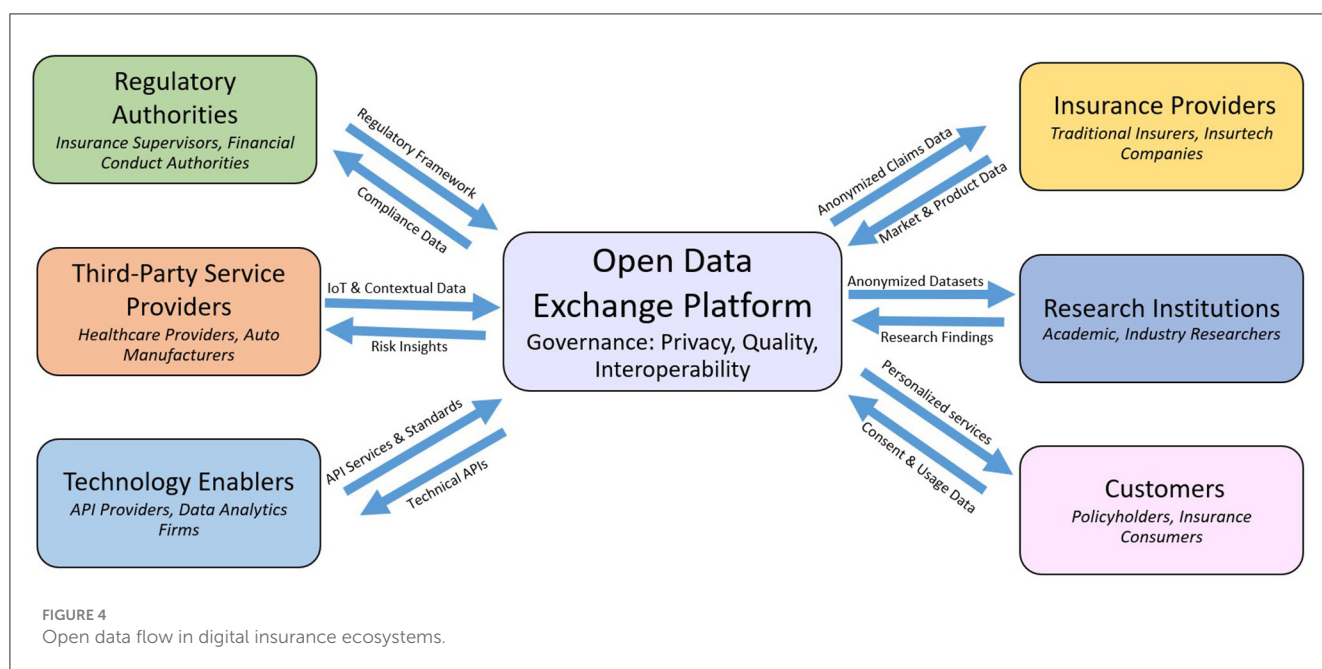 Regulatory
Authorities
Insurance Supervisors, Financial
Conduct Authorities
Regulatory Framework
Compliance Data
Third-Party Service
Providers
Healthcare Providers, Auto
Manufacturers
IoT & Contextual Data
Risk Insights
Technology Enablers
API Providers, Data Analytics
Firms
API Services & Standards
Technical APIs
Open Data
Exchange Platform
Governance: Privacy, Quality,
Interoperability
Anonymized Claims Data
Market & Product Data
Insurance Providers
Traditional Insurers, Insurtech
Companies
Anonymized Datasets
Research Findings
Research Institutions
Academic, Industry Researchers
Personalized services
Consent & Usage Data
Customers
Policyholders, Insurance
Consumers
FIGURE 4
Open data flow in digital insurance ecosystems.